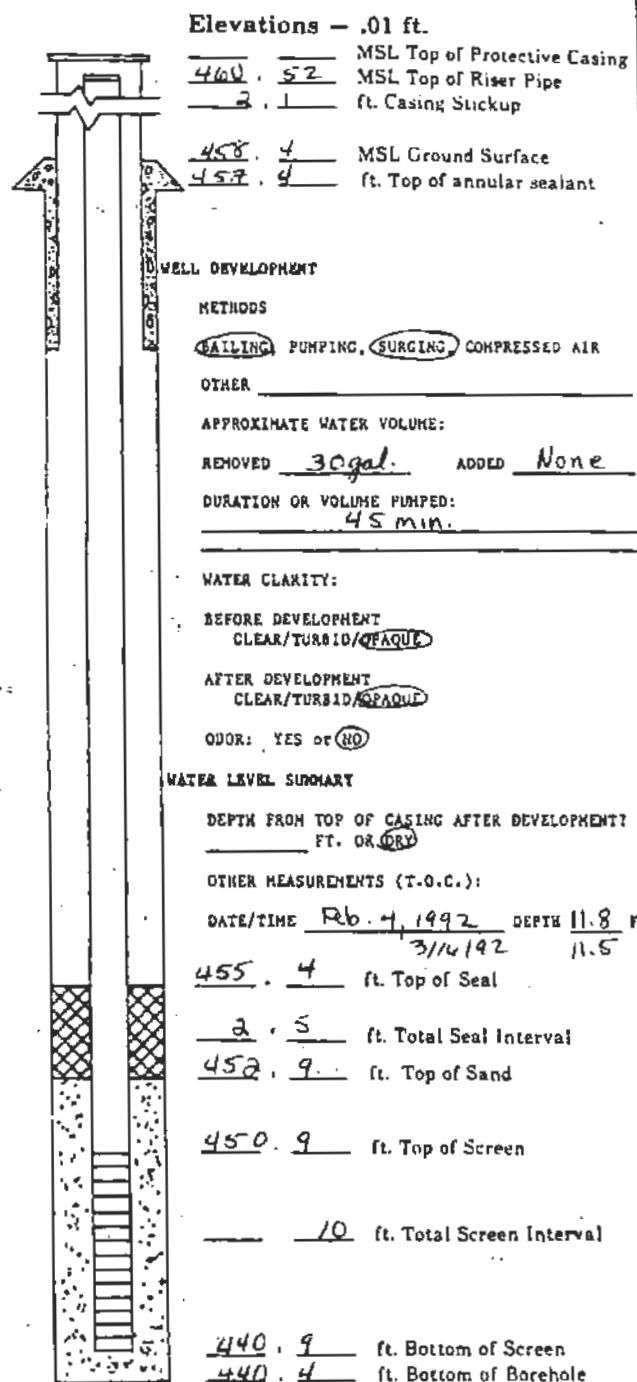 Elevations – .01 ft.
MSL Top of Protective Casing
460.52 MSL Top of Riser Pipe
2.1 ft. Casing Stickup
458.4 MSL Ground Surface
457.4 ft. Top of annular sealant
WELL DEVELOPMENT
METHODS
BAILING, PUMPING, SURGING, COMPRESSED AIR
OTHER
APPROXIMATE WATER VOLUME:
REMOVED 30gal. ADDED None
DURATION OR VOLUME PUMPED:
45 min.
WATER CLARITY:
BEFORE DEVELOPMENT
CLEAR/TURBID/OPAQUE
AFTER DEVELOPMENT
CLEAR/TURBID/OPAQUE
ODOR: YES or NO
WATER LEVEL SUMMARY
DEPTH FROM TOP OF CASING AFTER DEVELOPMENT?
FT. OR DRY
OTHER MEASUREMENTS (T.O.C.):
DATE/TIME Feb. 4, 1992 DEPTH 11.8 F
3/16/92 11.5
455.4 ft. Top of Seal
2.5 ft. Total Seal Interval
452.9 ft. Top of Sand
450.9 ft. Top of Screen
10 ft. Total Screen Interval
440.9 ft. Bottom of Screen
440.4 ft. Bottom of Borehole